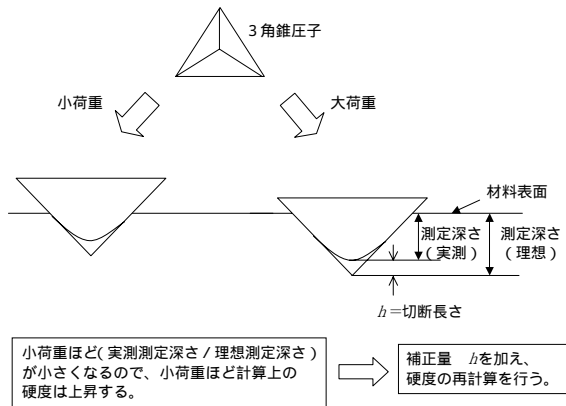 3角錐圧子
小荷重
大荷重
材料表面
測定深さ
(実測)
測定深さ
(理想)
h=切断長さ
小荷重ほど(実測測定深さ/理想測定深さ)
が小さくなるので、小荷重ほど計算上の
硬度は上昇する。
補正量 hを加え、
硬度の再計算を行う。